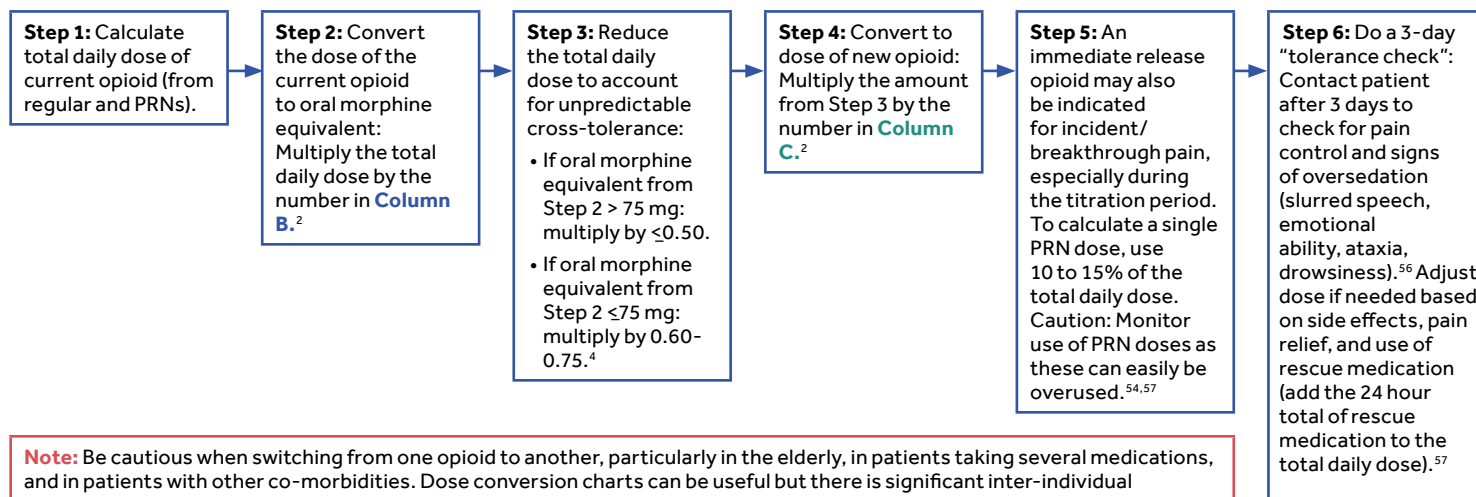 Step 1: Calculate
total daily dose of
current opioid (from
regular and PRNs).
Step 2: Convert
the dose of the
current opioid
to oral morphine
equivalent:
Multiply the total
daily dose by the
number in Column
B.²
Step 3: Reduce
the total daily
dose to account
for unpredictable
cross-tolerance:
• If oral morphine
equivalent from
Step 2 > 75 mg:
multiply by ≤0.50.
• If oral morphine
equivalent from
Step 2 ≤75 mg:
multiply by 0.60-
0.75.⁴
Step 4: Convert to
dose of new opioid:
Multiply the amount
from Step 3 by the
number in Column
C.²
Step 5: An
immediate release
opioid may also
be indicated
for incident/
breakthrough pain,
especially during
the titration period.
To calculate a single
PRN dose, use
10 to 15% of the
total daily dose.
Caution: Monitor
use of PRN doses as
these can easily be
overused.⁵⁴,⁵⁷
Step 6: Do a 3-day
“tolerance check”:
Contact patient
after 3 days to
check for pain
control and signs
of oversedation
(slurred speech,
emotional
ability, ataxia,
drowsiness).⁵⁶ Adjust
dose if needed based
on side effects, pain
relief, and use of
rescue medication
(add the 24 hour
total of rescue
medication to the
total daily dose).⁵⁷
Note: Be cautious when switching from one opioid to another, particularly in the elderly, in patients taking several medications,
and in patients with other co-morbidities. Dose conversion charts can be useful but there is significant inter-individual